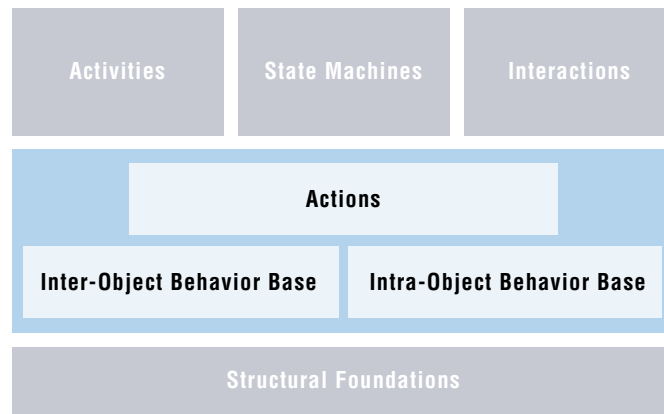 Activities
State Machines
Interactions
Actions
Inter-Object Behavior Base
Intra-Object Behavior Base
Structural Foundations